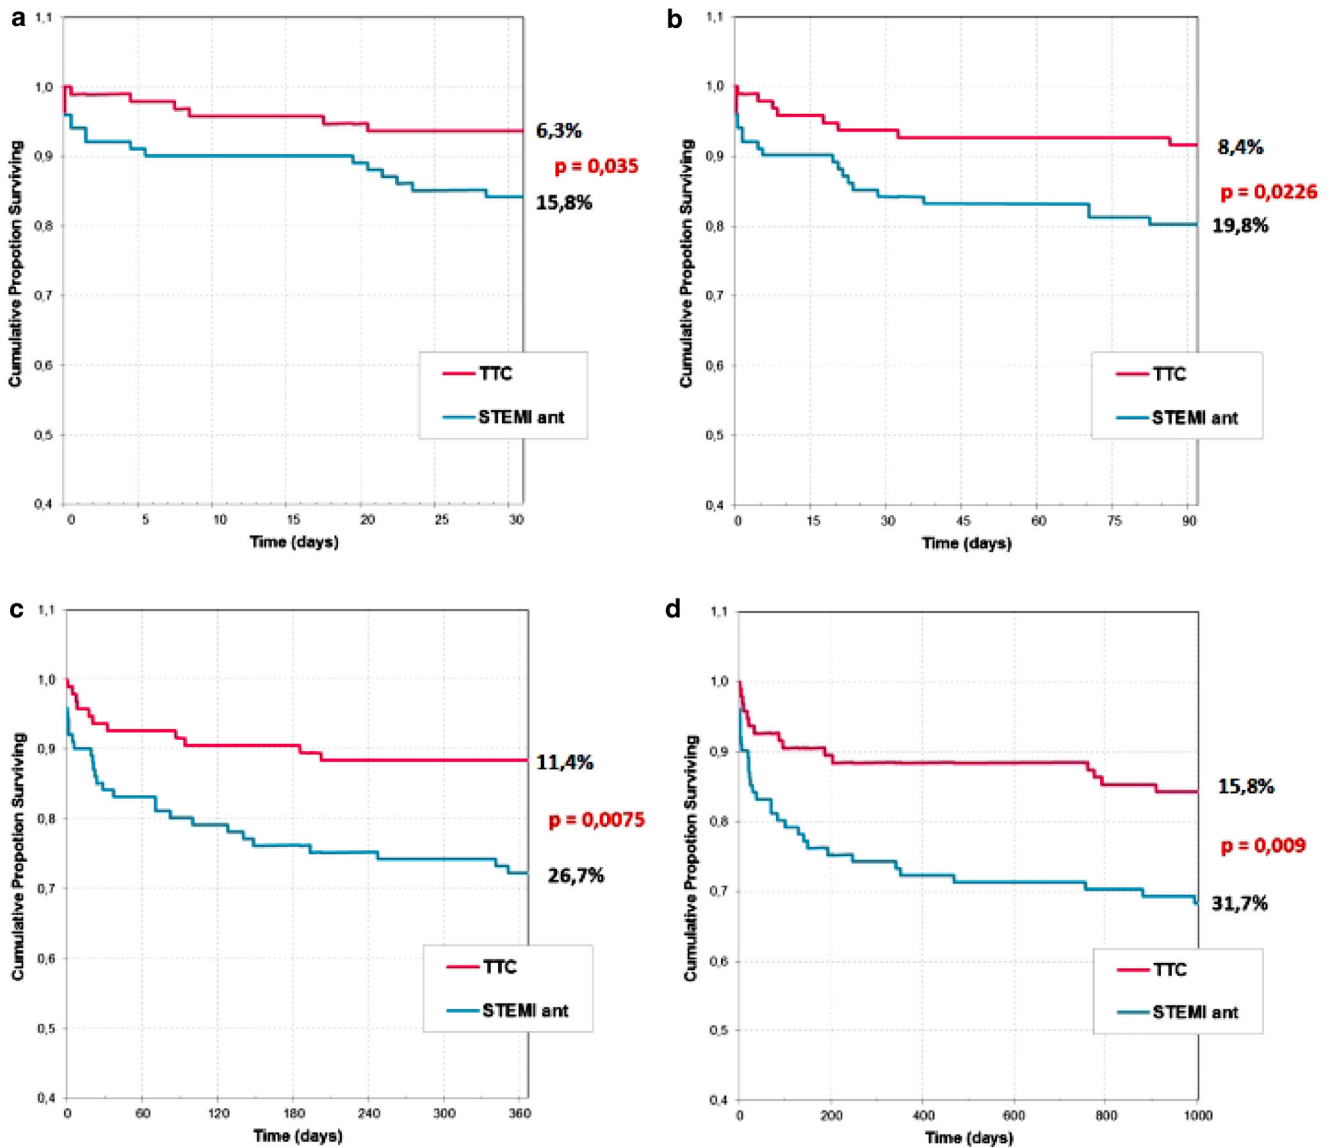 a
1,1
1,0
0,9
0,8
0,7
0,6
0,5
0,4
Cumulative Propotion Surviving
6,3%
p = 0,035
15,8%
TTC
STEMI ant
0 5 10 15 20 25 30
Time (days)
b
1,1
1,0
0,9
0,8
0,7
0,6
0,5
0,4
Cumulative Propotion Surviving
8,4%
p = 0,0226
19,8%
TTC
STEMI ant
0 15 30 45 60 75 90
Time (days)
c
1,1
1,0
0,9
0,8
0,7
0,6
0,5
0,4
Cumulative Propotion Surviving
11,4%
p = 0,0075
26,7%
TTC
STEMI ant
0 60 120 180 240 300 360
Time (days)
d
1,1
1,0
0,9
0,8
0,7
0,6
0,5
0,4
Cumulative Propotion Surviving
15,8%
p = 0,009
31,7%
TTC
STEMI ant
0 200 400 600 800 1000
Time (days)